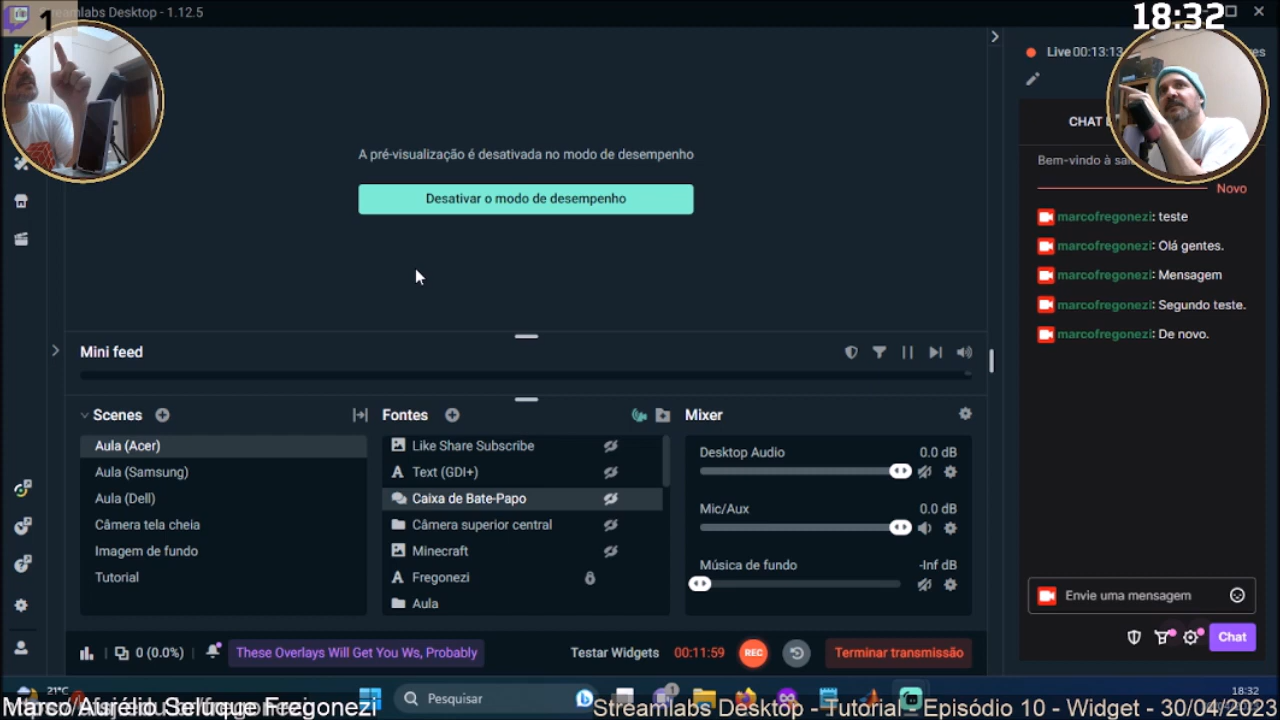 1
Streamlabs Desktop - 1.12.5
18:32
Live 00:13:13
A pré-visualização é desativada no modo de desempenho
Desativar o modo de desempenho
CHAT
Bem-vindo à
Novo
marcofregonezi: teste
marcofregonezi: Olá gentes.
marcofregonezi: Mensagem
marcofregonezi: Segundo teste.
marcofregonezi: De novo.
Mini feed
Scenes
Aula (Acer)
Aula (Samsung)
Aula (Dell)
Câmera tela cheia
Imagem de fundo
Tutorial
Fontes
Like Share Subscribe
Text (GDI+)
Caixa de Bate-Papo
Câmera superior central
Minecraft
Fregonezi
Aula
Mixer
Desktop Audio 0.0 dB
Mic/Aux 0.0 dB
Música de fundo -Inf dB
Envie uma mensagem
Chat
0 (0.0%)
These Overlays Will Get You Ws, Probably
Testar Widgets
00:11:59
REC
Terminar transmissão
21°C
Pesquisar
1
18:32
Fregonezi
Streamlabs Desktop - Tutorial - Episódio 10 - Widget - 30/04/2023